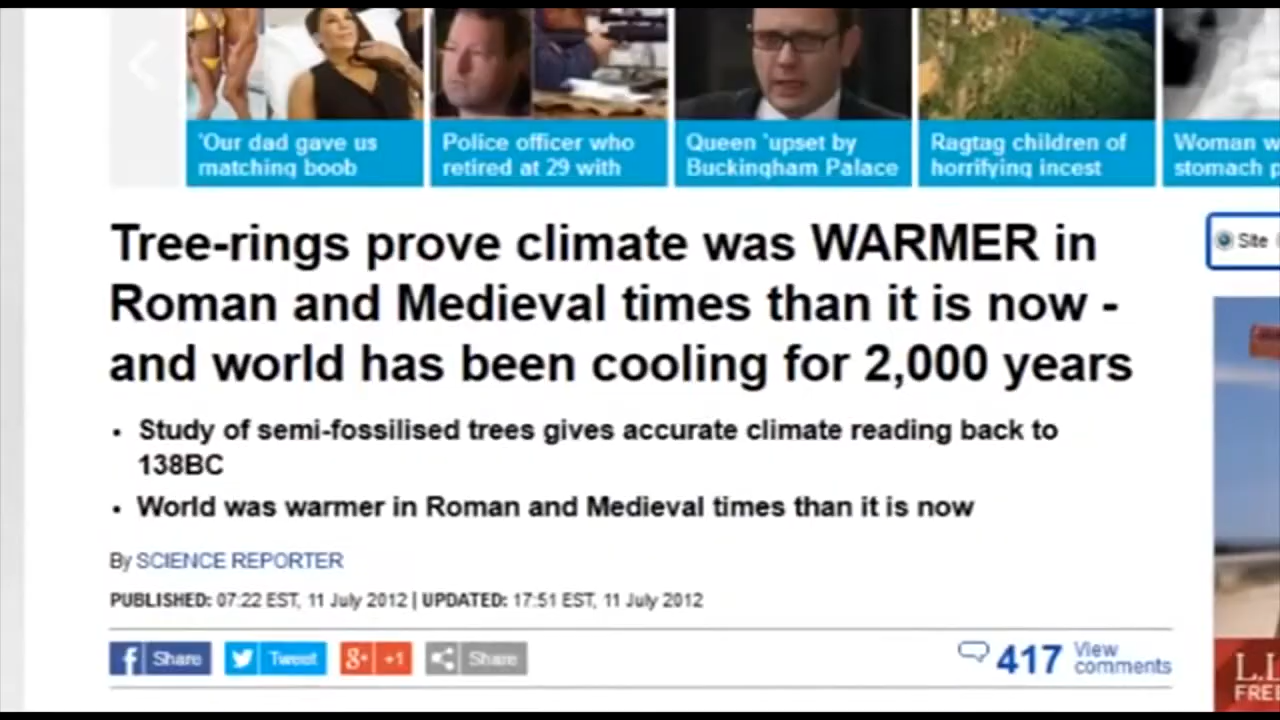 'Our dad gave us
matching boob
Police officer who
retired at 29 with
Queen 'upset by
Buckingham Palace
Ragtag children of
horrifying incest
Woman w
stomach p
Tree-rings prove climate was WARMER in
Roman and Medieval times than it is now -
and world has been cooling for 2,000 years
Site
• Study of semi-fossilised trees gives accurate climate reading back to
138BC
• World was warmer in Roman and Medieval times than it is now
By SCIENCE REPORTER
PUBLISHED: 07:22 EST, 11 July 2012 | UPDATED: 17:51 EST, 11 July 2012
Share
Tweet
+1
Share
417 View
comments
L.L
FREE